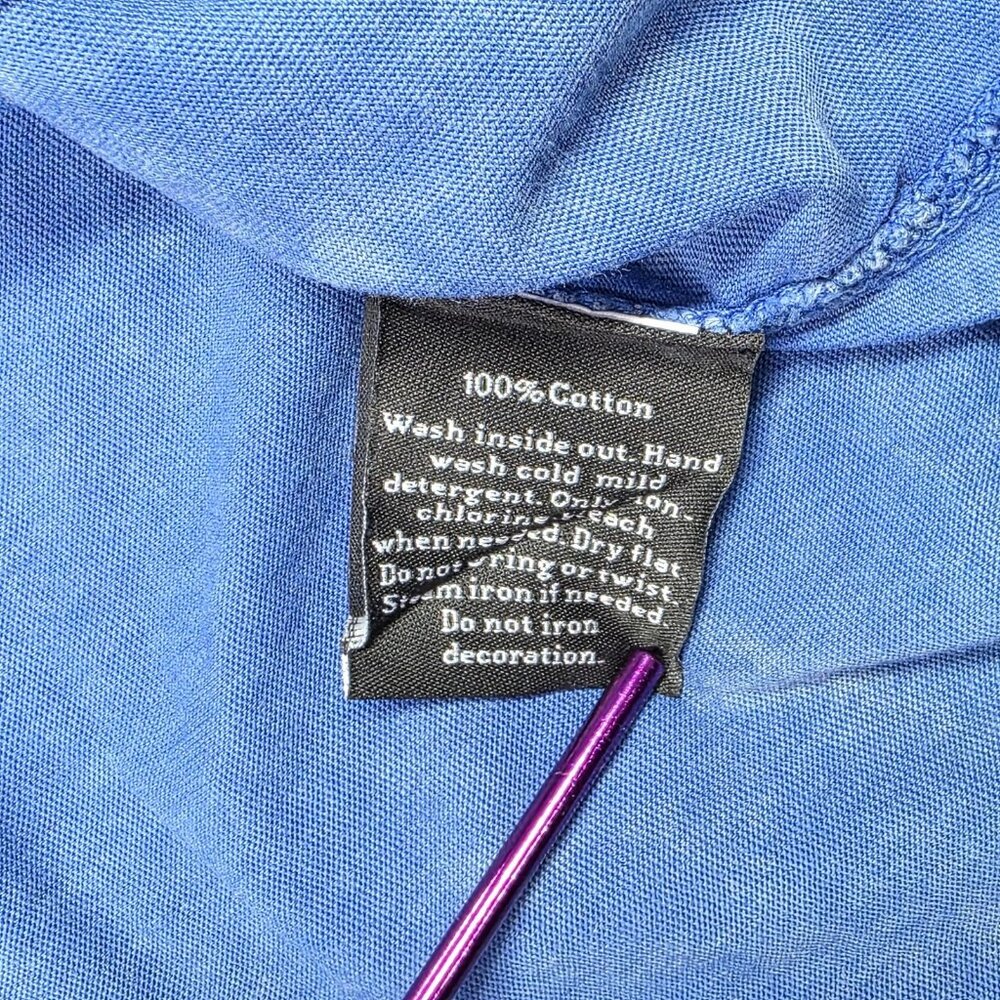 100%Cotton
Wash inside out. Hand
wash cold mild
detergent. Only
chlorine
when needed. Dry flat
Do not wring or twist.
Steam iron if needed.
Do not iron
decoration.